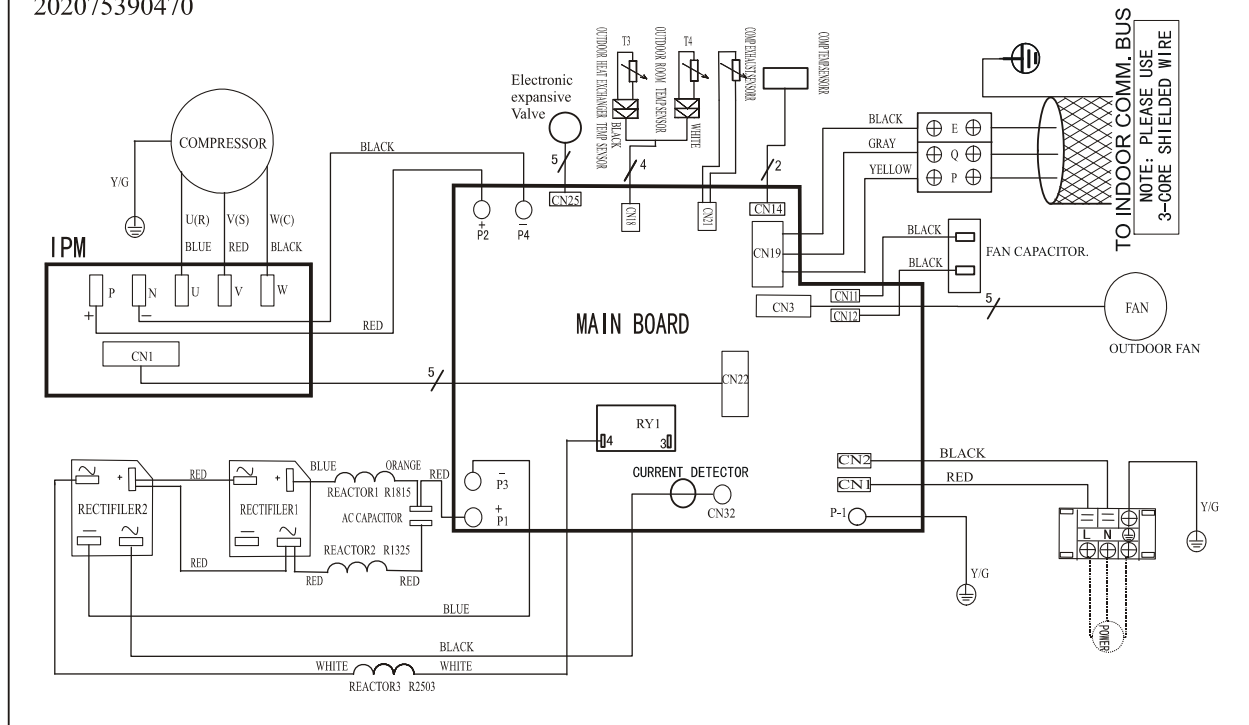 202075390470
OUTDOOR HEAT EXCHANGER TEMP SENSOR
T3
OUTDOOR ROOM TEMPSENSOR
T4
COMP.EXHAUSTSENSORR
COMPTEMPSENSORR
BLACK
WHITE
Electronic
expansive
Valve
5
4
2
CN25
CN18
CN21
CN14
TO INDOOR COMM. BUS
NOTE: PLEASE USE
3-CORE SHIELDED WIRE
BLACK
GRAY
YELLOW
E
Q
P
COMPRESSOR
Y/G
BLACK
RED
U(R)
V(S)
W(C)
BLUE
RED
BLACK
IPM
P
N
U
V
W
+
−
CN1
5
+
P2
−
P4
MAIN BOARD
CN19
CN3
CN11
CN12
BLACK
BLACK
FAN CAPACITOR.
5
FAN
OUTDOOR FAN
CN22
RY1
4
3
CURRENT DETECTOR
CN32
−
P3
+
P1
CN2
CN1
P-1
BLACK
RED
Y/G
Y/G
L
N
POWER
RECTIFILER2
+
RED
RECTIFILER1
+
BLUE
ORANGE
RED
REACTOR1 R1815
AC CAPACITOR
REACTOR2 R1325
RED
RED
RED
BLUE
BLACK
WHITE
WHITE
REACTOR3 R2503